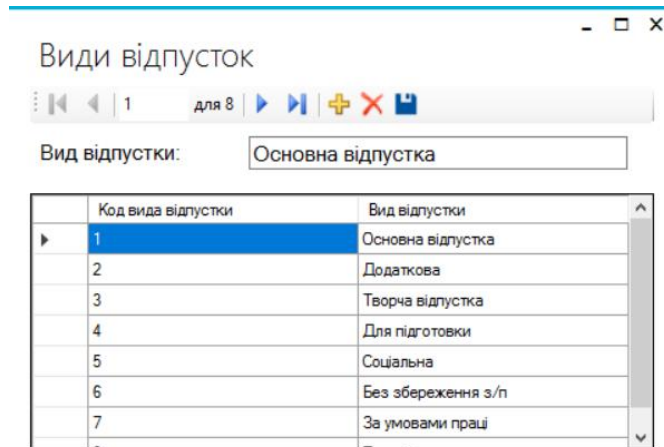 Види відпусток
1 для 8
Вид відпустки: Основна відпустка
Код вида відпустки Вид відпустки
1 Основна відпустка
2 Додаткова
3 Творча відпустка
4 Для підготовки
5 Соціальна
6 Без збереження з/п
7 За умовами праці